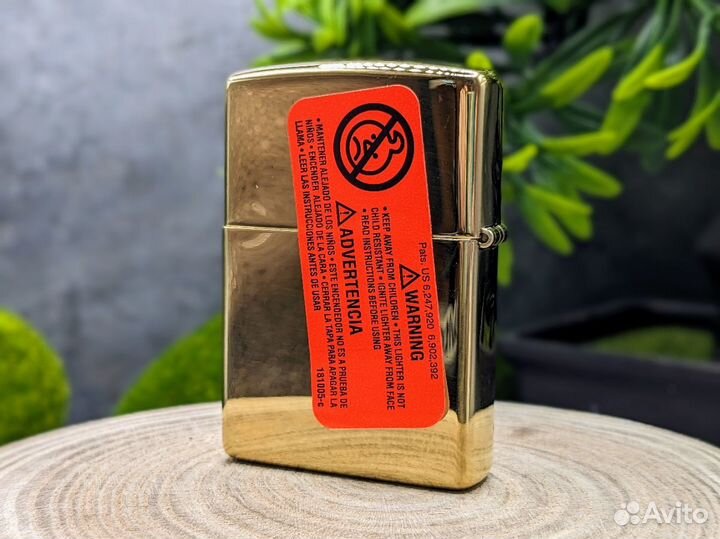 Pats. US 6,247,920 6,902,392
⚠WARNING
• KEEP AWAY FROM CHILDREN • THIS LIGHTER IS NOT
CHILD RESISTANT • IGNITE LIGHTER AWAY FROM FACE
• READ INSTRUCTIONS BEFORE USING
⚠ADVERTENCIA
• MANTENER ALEJADO DE LOS NIÑOS • ESTE ENCENDEDOR NO ES A PRUEBA DE
NIÑOS • ENCENDER ALEJADO DE LA CARA • CERRAR LA TAPA PARA APAGAR LA
LLAMA • LEER LAS INSTRUCCIONES ANTES DE USAR
181005-c
Avito